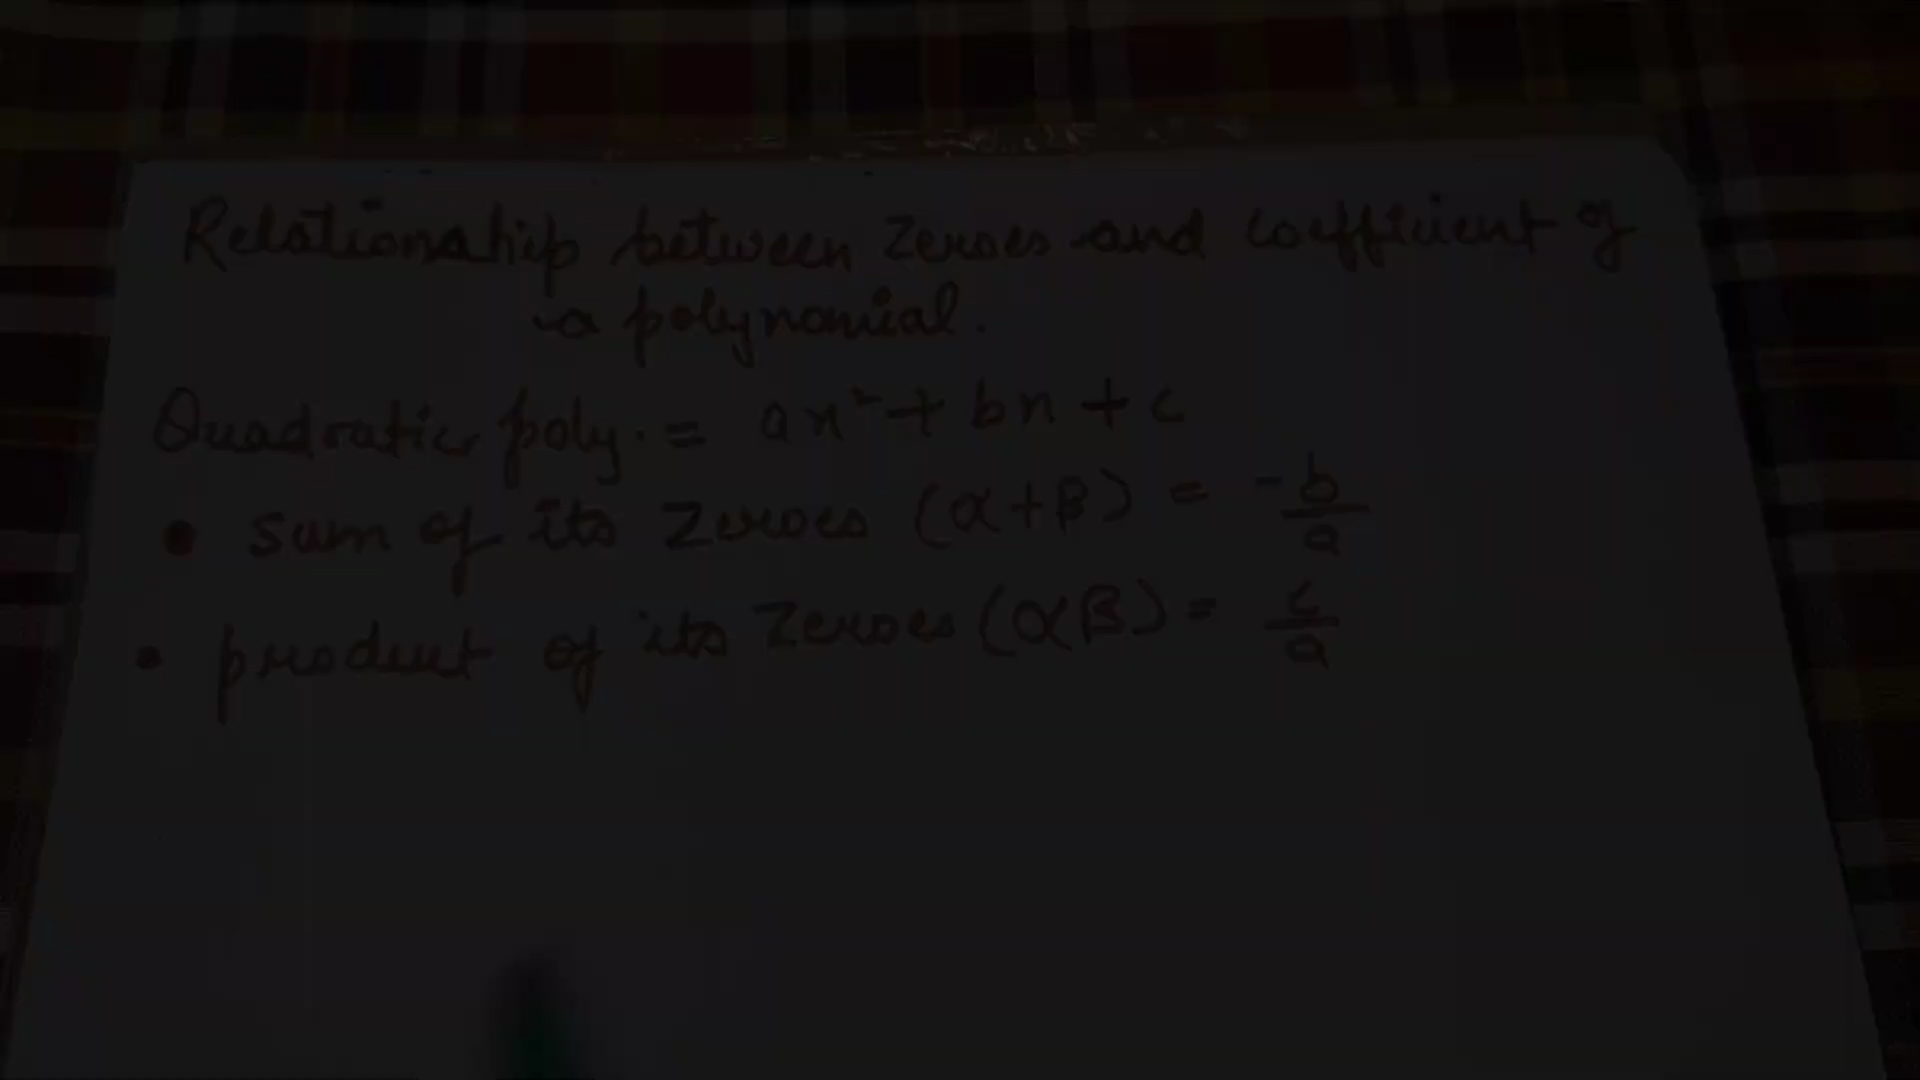 Relationship between zeroes and coefficient of
a polynomial.
Quadratic poly. = ax² + bx + c
• sum of its zeroes (α+β) = -b/a
• product of its zeroes (αβ) = c/a